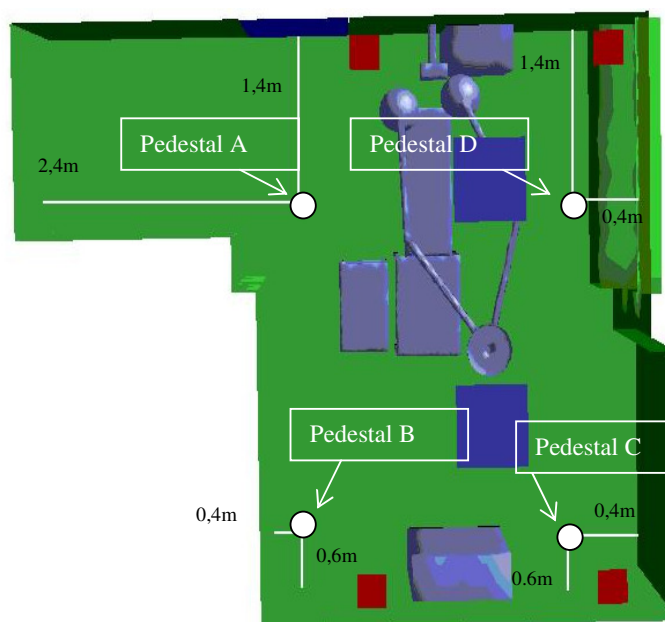 1,4m
1,4m
Pedestal A
Pedestal D
2,4m
0,4m
Pedestal B
Pedestal C
0,4m
0,4m
0,6m
0.6m